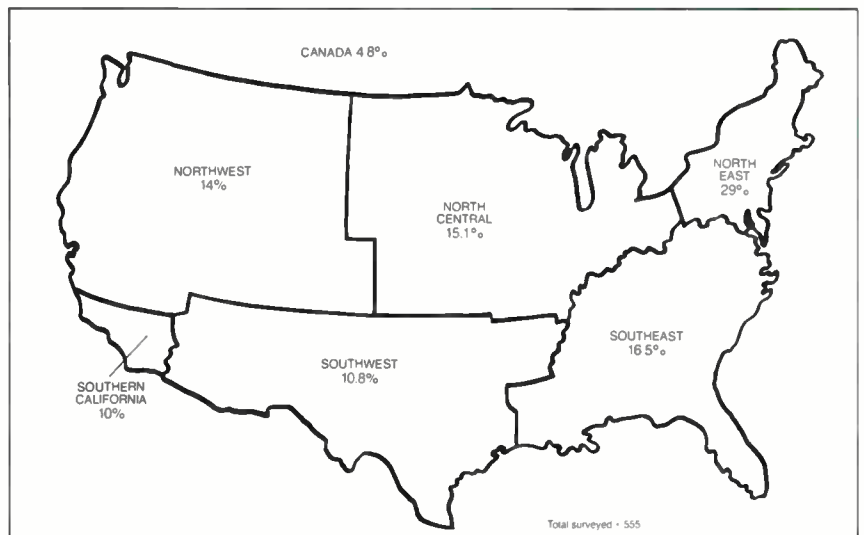 CANADA 4 8%
NORTHWEST
14%
NORTH
CENTRAL
15.1%
NORTH
EAST
29%
SOUTHEAST
16 5%
SOUTHWEST
10.8%
SOUTHERN
CALIFORNIA
10%
Total surveyed - 555